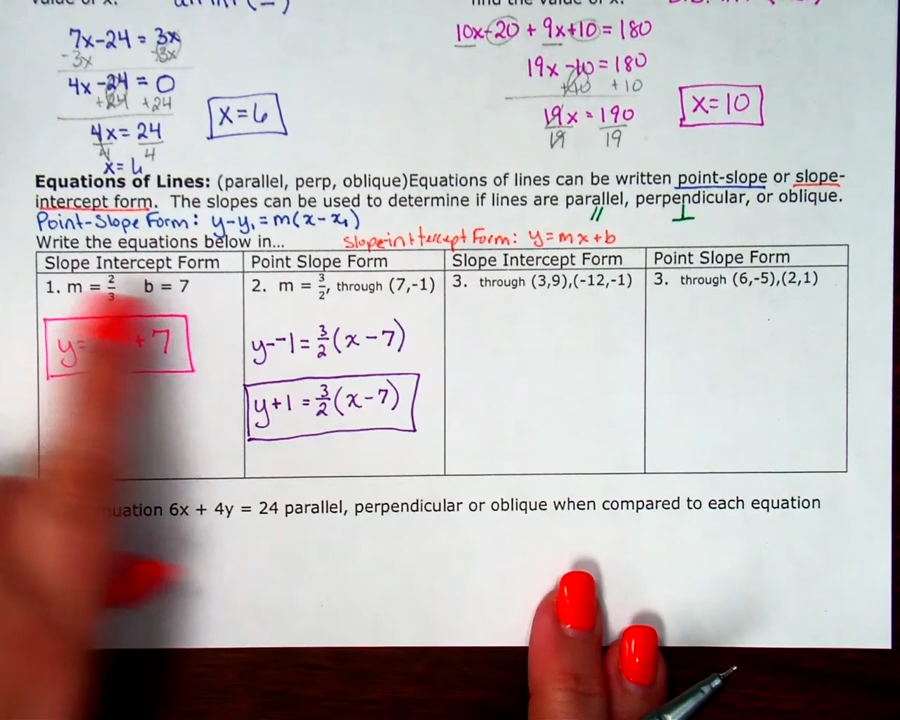 value of x.
find the value of x.
7x-24 = 3x
-3x -3x
4x-24 = 0
+24 +24
4x = 24
4 4
x = 6
x=6
10x-20 + 9x+10 = 180
19x -10 = 180
+10 +10
19x = 190
19 19
x=10
Equations of Lines: (parallel, perp, oblique)Equations of lines can be written point-slope or slope-
intercept form. The slopes can be used to determine if lines are parallel, perpendicular, or oblique.
// ⊥
Point-Slope Form: y-y₁ = m(x-x₁)
Write the equations below in... Slope-intercept Form: y=mx+b
Slope Intercept Form
1. m = 2/3 b = 7
y= +7
Point Slope Form
2. m = 3/2, through (7,-1)
y--1 = 3/2(x-7)
y+1 = 3/2(x-7)
Slope Intercept Form
3. through (3,9),(-12,-1)
Point Slope Form
3. through (6,-5),(2,1)
6x + 4y = 24 parallel, perpendicular or oblique when compared to each equation